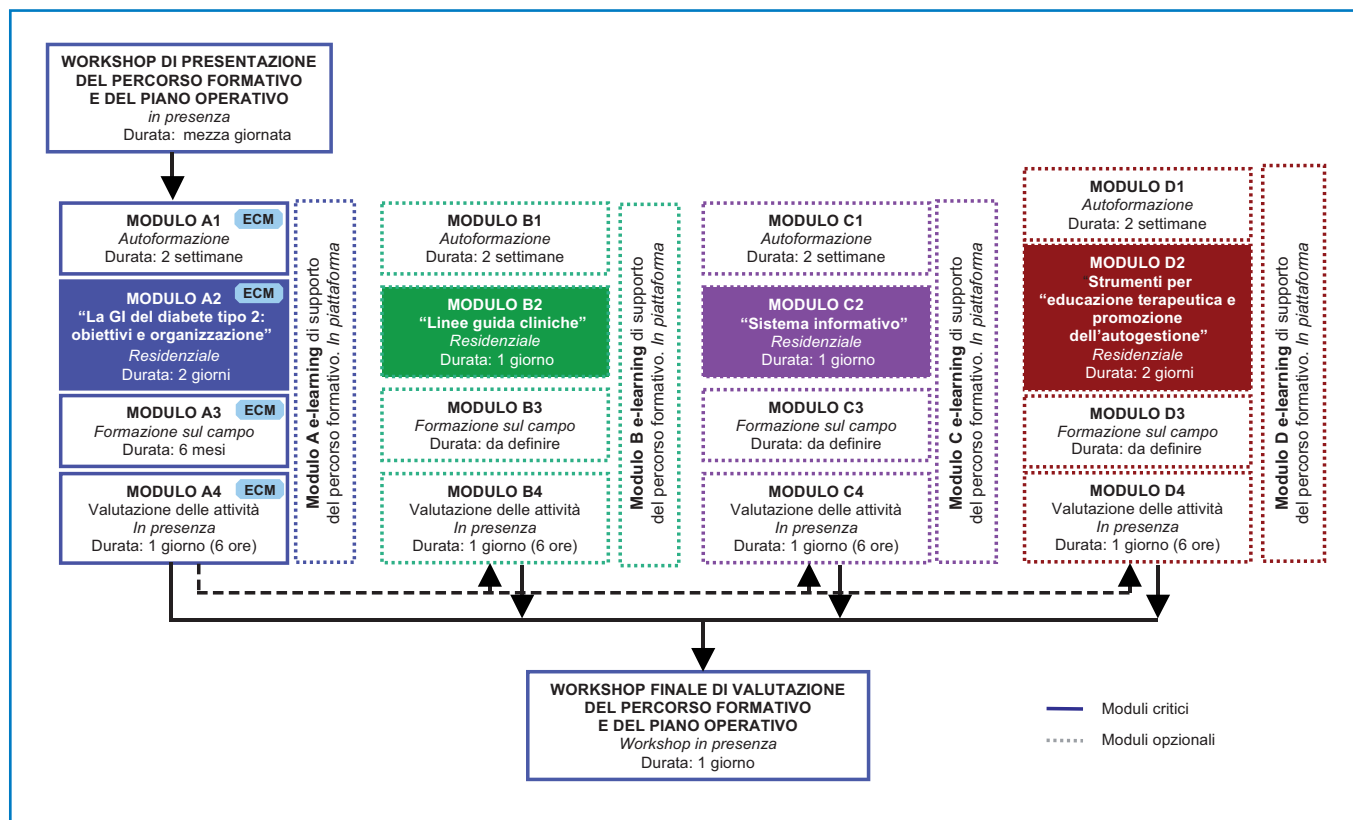 WORKSHOP DI PRESENTAZIONE
DEL PERCORSO FORMATIVO
E DEL PIANO OPERATIVO
in presenza
Durata: mezza giornata
MODULO A1
ECM
Autoformazione
Durata: 2 settimane
MODULO A2
ECM
“La GI del diabete tipo 2:
obiettivi e organizzazione”
Residenziale
Durata: 2 giorni
MODULO A3
ECM
Formazione sul campo
Durata: 6 mesi
MODULO A4
ECM
Valutazione delle attività
In presenza
Durata: 1 giorno (6 ore)
Modulo A e-learning di supporto
del percorso formativo. In piattaforma
MODULO B1
Autoformazione
Durata: 2 settimane
MODULO B2
“Linee guida cliniche”
Residenziale
Durata: 1 giorno
MODULO B3
Formazione sul campo
Durata: da definire
MODULO B4
Valutazione delle attività
In presenza
Durata: 1 giorno (6 ore)
Modulo B e-learning di supporto
del percorso formativo. In piattaforma
MODULO C1
Autoformazione
Durata: 2 settimane
MODULO C2
“Sistema informativo”
Residenziale
Durata: 1 giorno
MODULO C3
Formazione sul campo
Durata: da definire
MODULO C4
Valutazione delle attività
In presenza
Durata: 1 giorno (6 ore)
Modulo C e-learning di supporto
del percorso formativo. In piattaforma
MODULO D1
Autoformazione
Durata: 2 settimane
MODULO D2
“Strumenti per
“educazione terapeutica e
promozione
dell’autogestione”
Residenziale
Durata: 2 giorni
MODULO D3
Formazione sul campo
Durata: da definire
MODULO D4
Valutazione delle attività
In presenza
Durata: 1 giorno (6 ore)
Modulo D e-learning di supporto
del percorso formativo. In piattaforma
WORKSHOP FINALE DI VALUTAZIONE
DEL PERCORSO FORMATIVO
E DEL PIANO OPERATIVO
Workshop in presenza
Durata: 1 giorno
Moduli critici
Moduli opzionali